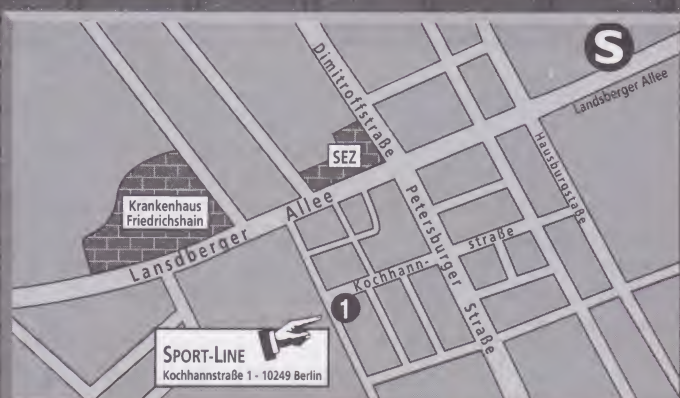 S
Landsberger Allee
Dimitroffstraße
Hausburgstaße
SEZ
Krankenhaus
Friedrichshain
Lansdberger Allee
Petersburger Straße
Kochhann-straße
1
SPORT-LINE
Kochhannstraße 1 - 10249 Berlin